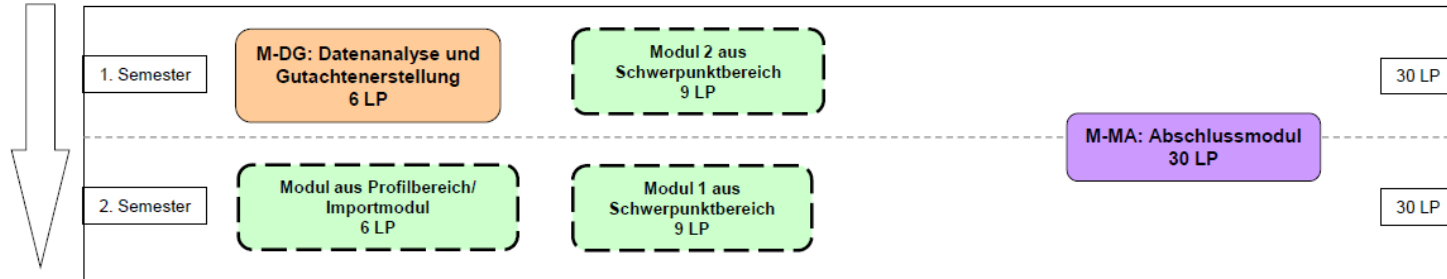 1. Semester
M-DG: Datenanalyse und
Gutachtenerstellung
6 LP
Modul 2 aus
Schwerpunktbereich
9 LP
30 LP
M-MA: Abschlussmodul
30 LP
2. Semester
Modul aus Profilbereich/
Importmodul
6 LP
Modul 1 aus
Schwerpunktbereich
9 LP
30 LP